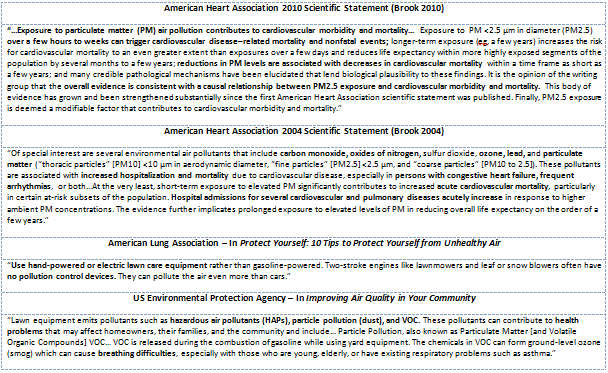 American Heart Association 2010 Scientific Statement (Brook 2010)
“…Exposure to particulate matter (PM) air pollution contributes to cardiovascular morbidity and mortality… Exposure to PM <2.5 μm in diameter (PM2.5)
over a few hours to weeks can trigger cardiovascular disease–related mortality and nonfatal events; longer-term exposure (eg, a few years) increases the risk
for cardiovascular mortality to an even greater extent than exposures over a few days and reduces life expectancy within more highly exposed segments of the
population by several months to a few years; reductions in PM levels are associated with decreases in cardiovascular mortality within a time frame as short as
a few years; and many credible pathological mechanisms have been elucidated that lend biological plausibility to these findings. It is the opinion of the writing
group that the overall evidence is consistent with a causal relationship between PM2.5 exposure and cardiovascular morbidity and mortality. This body of
evidence has grown and been strengthened substantially since the first American Heart Association scientific statement was published. Finally, PM2.5 exposure
is deemed a modifiable factor that contributes to cardiovascular morbidity and mortality.”
American Heart Association 2004 Scientific Statement (Brook 2004)
“Of special interest are several environmental air pollutants that include carbon monoxide, oxides of nitrogen, sulfur dioxide, ozone, lead, and particulate
matter (“thoracic particles” [PM10] <10 μm in aerodynamic diameter, “fine particles” [PM2.5] <2.5 μm, and “coarse particles” [PM10 to 2.5]). These pollutants
are associated with increased hospitalization and mortality due to cardiovascular disease, especially in persons with congestive heart failure, frequent
arrhythmias, or both…At the very least, short-term exposure to elevated PM significantly contributes to increased acute cardiovascular mortality, particularly
in certain at-risk subsets of the population. Hospital admissions for several cardiovascular and pulmonary diseases acutely increase in response to higher
ambient PM concentrations. The evidence further implicates prolonged exposure to elevated levels of PM in reducing overall life expectancy on the order of a
few years.”
American Lung Association – In Protect Yourself: 10 Tips to Protect Yourself from Unhealthy Air
“Use hand-powered or electric lawn care equipment rather than gasoline-powered. Two-stroke engines like lawnmowers and leaf or snow blowers often have
no pollution control devices. They can pollute the air even more than cars.”
US Environmental Protection Agency – In Improving Air Quality in Your Community
“Lawn equipment emits pollutants such as hazardous air pollutants (HAPs), particle pollution (dust), and VOC. These pollutants can contribute to health
problems that may affect homeowners, their families, and the community and include… Particle Pollution, also known as Particulate Matter [and Volatile
Organic Compounds] VOC… VOC is released during the combustion of gasoline while using yard equipment. The chemicals in VOC can form ground-level ozone
(smog) which can cause breathing difficulties, especially with those who are young, elderly, or have existing respiratory problems such as asthma.”